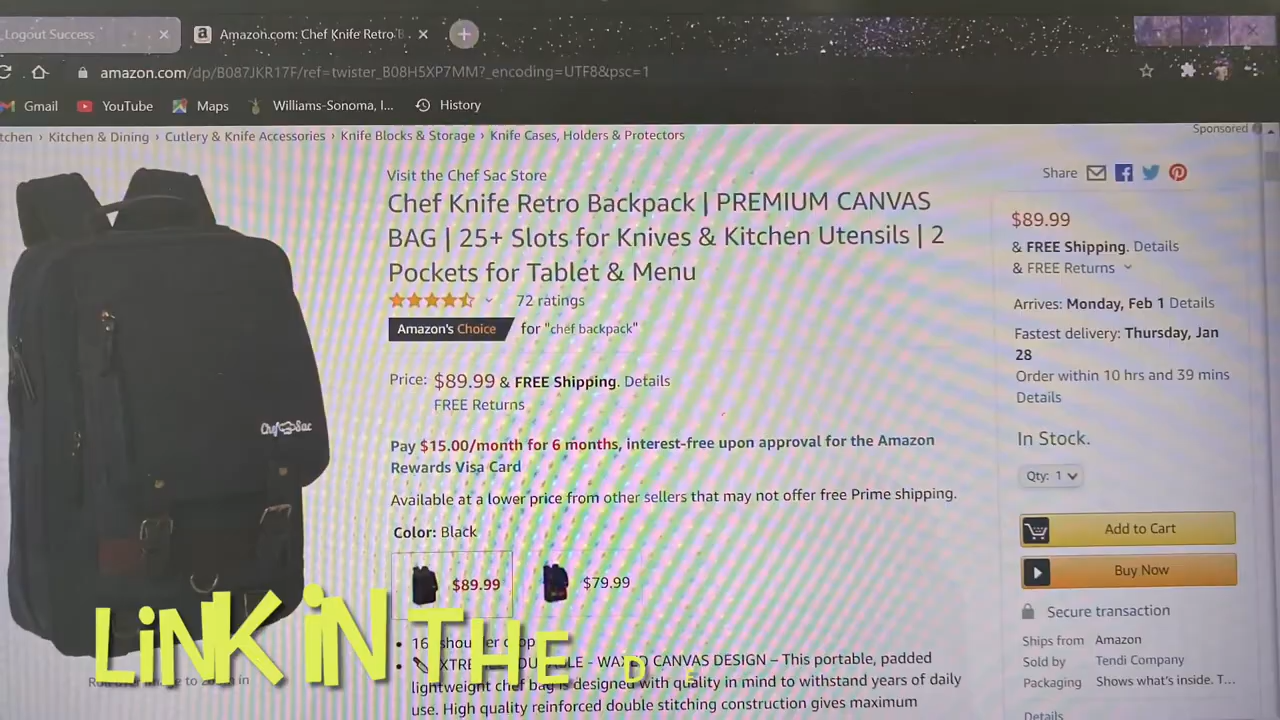 Logout Success
Amazon.com: Chef Knife Retro B
amazon.com/dp/B087JKR17F/ref=twister_B08H5XP7MM?_encoding=UTF8&psc=1
Gmail YouTube Maps Williams-Sonoma, I... History
tchen › Kitchen & Dining › Cutlery & Knife Accessories › Knife Blocks & Storage › Knife Cases, Holders & Protectors
Sponsored
Visit the Chef Sac Store
Chef Knife Retro Backpack | PREMIUM CANVAS
BAG | 25+ Slots for Knives & Kitchen Utensils | 2
Pockets for Tablet & Menu
72 ratings
Amazon's Choice for "chef backpack"
Price: $89.99 & FREE Shipping. Details
FREE Returns
Pay $15.00/month for 6 months, interest-free upon approval for the Amazon
Rewards Visa Card
Available at a lower price from other sellers that may not offer free Prime shipping.
Color: Black
$89.99 $79.99
Chef Sac
LiNK iN THE D E
DESIGN – This portable, padded
lightweight chef bag is designed with quality in mind to withstand years of daily
use. High quality reinforced double stitching construction gives maximum
Share
$89.99
& FREE Shipping. Details
& FREE Returns
Arrives: Monday, Feb 1 Details
Fastest delivery: Thursday, Jan
28
Order within 10 hrs and 39 mins
Details
In Stock.
Qty: 1
Add to Cart
Buy Now
Secure transaction
Ships from Amazon
Sold by Tendi Company
Packaging Shows what's inside. T...
Details